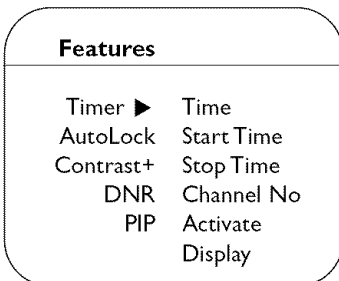 Features
Timer ▶ Time
AutoLock Start Time
Contrast+ Stop Time
DNR Channel No
PIP Activate
Display